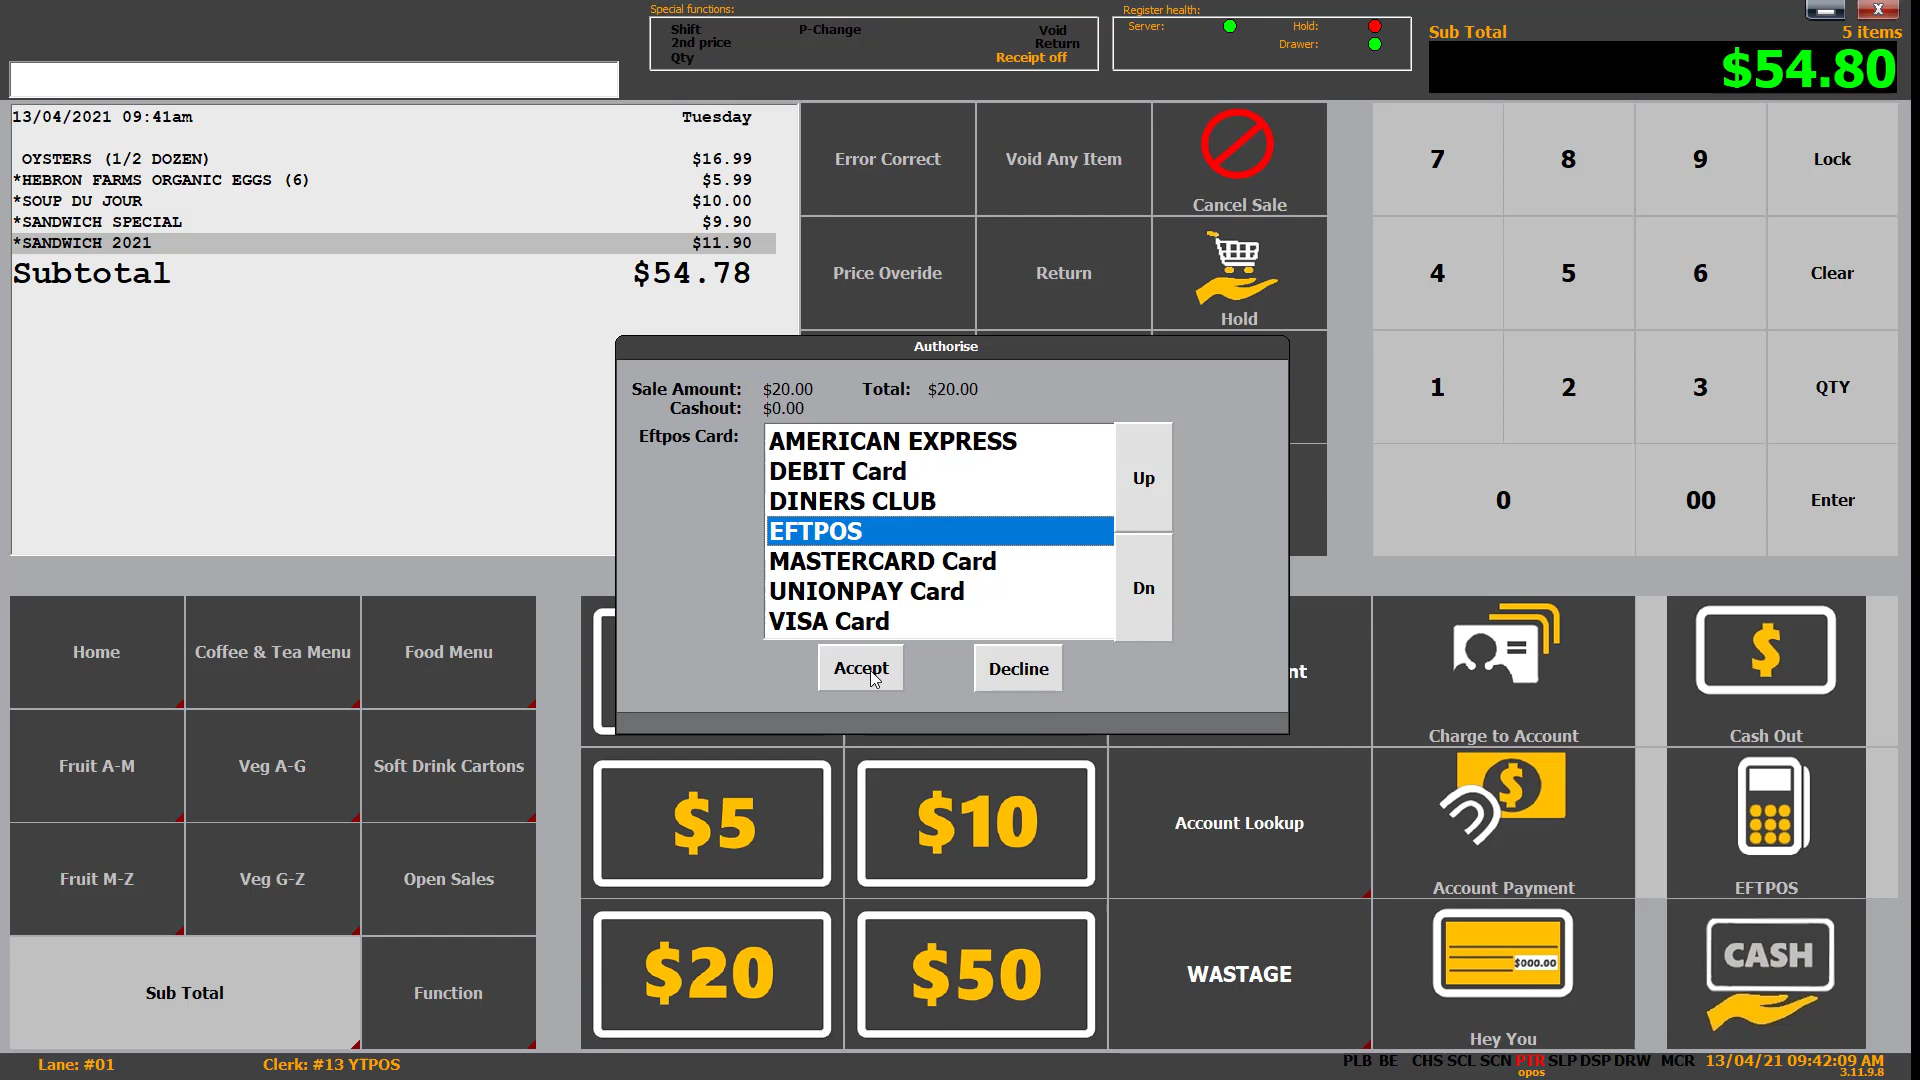 Special functions:
Shift P-Change Void
2nd price Return
Qty Receipt off
Register health:
Server: Hold:
Drawer:
X
Sub Total 5 items
$54.80
13/04/2021 09:41am Tuesday
OYSTERS (1/2 DOZEN) $16.99
*HEBRON FARMS ORGANIC EGGS (6) $5.99
*SOUP DU JOUR $10.00
*SANDWICH SPECIAL $9.90
*SANDWICH 2021 $11.90
Subtotal $54.78
Error Correct Void Any Item Cancel Sale
Price Overide Return Hold
7 8 9 Lock
4 5 6 Clear
1 2 3 QTY
0 00 Enter
Authorise
Sale Amount: $20.00 Total: $20.00
Cashout: $0.00
Eftpos Card:
AMERICAN EXPRESS
DEBIT Card
DINERS CLUB
EFTPOS
MASTERCARD Card
UNIONPAY Card
VISA Card
Up
Dn
Accept Decline
Home Coffee & Tea Menu Food Menu
Fruit A-M Veg A-G Soft Drink Cartons
Fruit M-Z Veg G-Z Open Sales
Sub Total Function
nt
$
Charge to Account Cash Out
$5 $10 Account Lookup
$
Account Payment EFTPOS
$20 $50 WASTAGE
$000.00
Hey You
CASH
Lane: #01 Clerk: #13 YTPOS
PLB BE CHS SCL SCN PTR SLP DSP DRW MCR 13/04/21 09:42:09 AM
opos 3.11.9.8